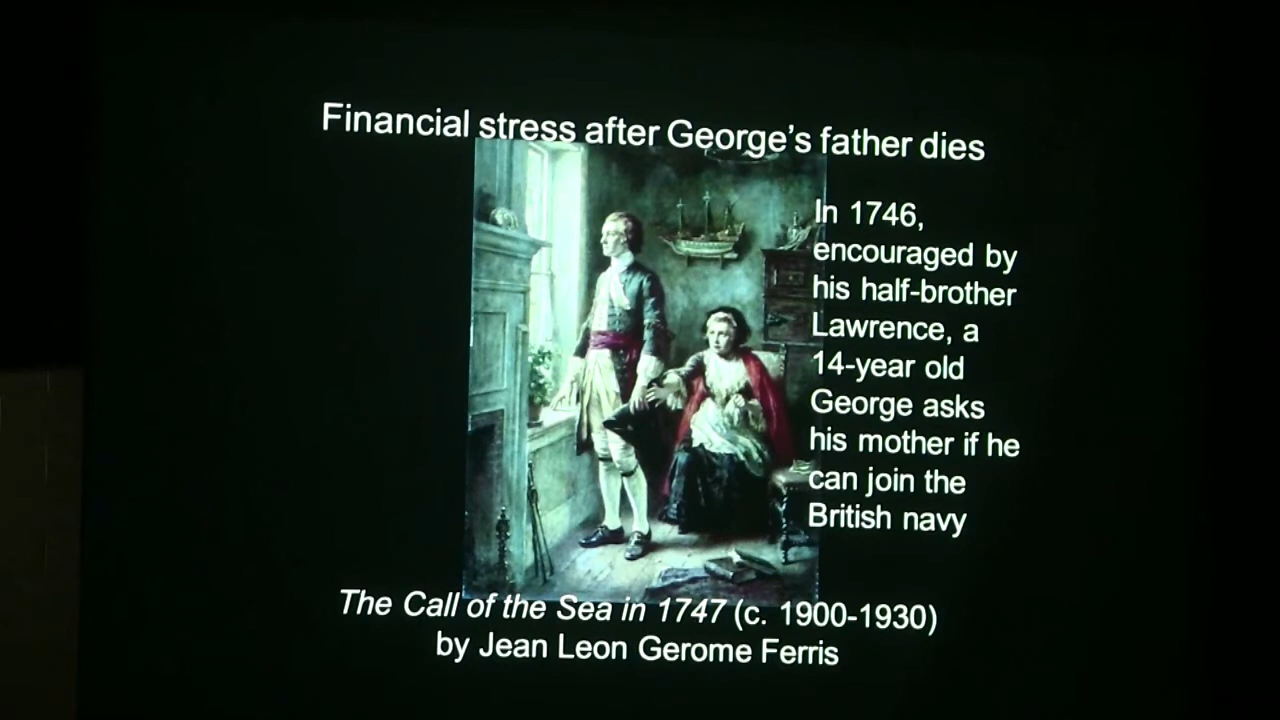 Financial stress after George's father dies
In 1746,
encouraged by
his half-brother
Lawrence, a
14-year old
George asks
his mother if he
can join the
British navy
The Call of the Sea in 1747 (c. 1900-1930)
by Jean Leon Gerome Ferris